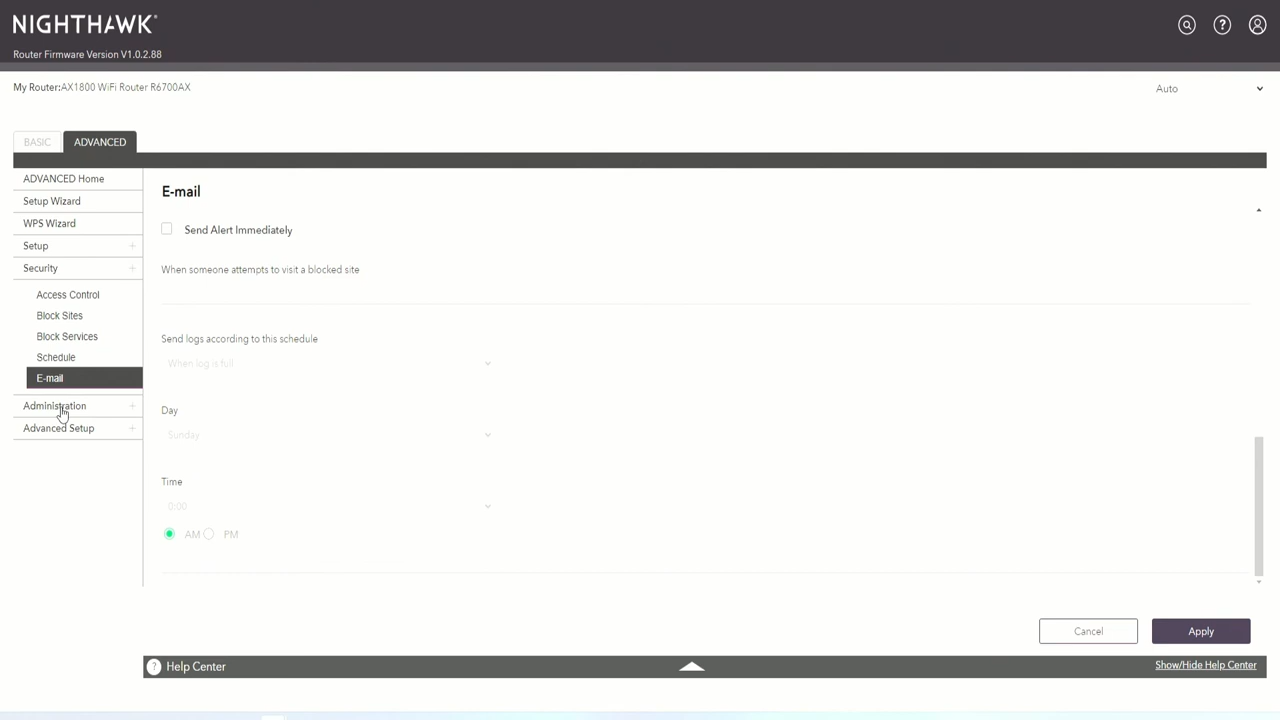 NIGHTHAWK
Router Firmware Version V1.0.2.88
My Router:AX1800 WiFi Router R6700AX
Auto
BASIC
ADVANCED
ADVANCED Home
Setup Wizard
WPS Wizard
Setup
Security
Access Control
Block Sites
Block Services
Schedule
E-mail
Administration
Advanced Setup
E-mail
Send Alert Immediately
When someone attempts to visit a blocked site
Send logs according to this schedule
When log is full
Day
Sunday
Time
0:00
AM PM
Cancel
Apply
? Help Center
Show/Hide Help Center